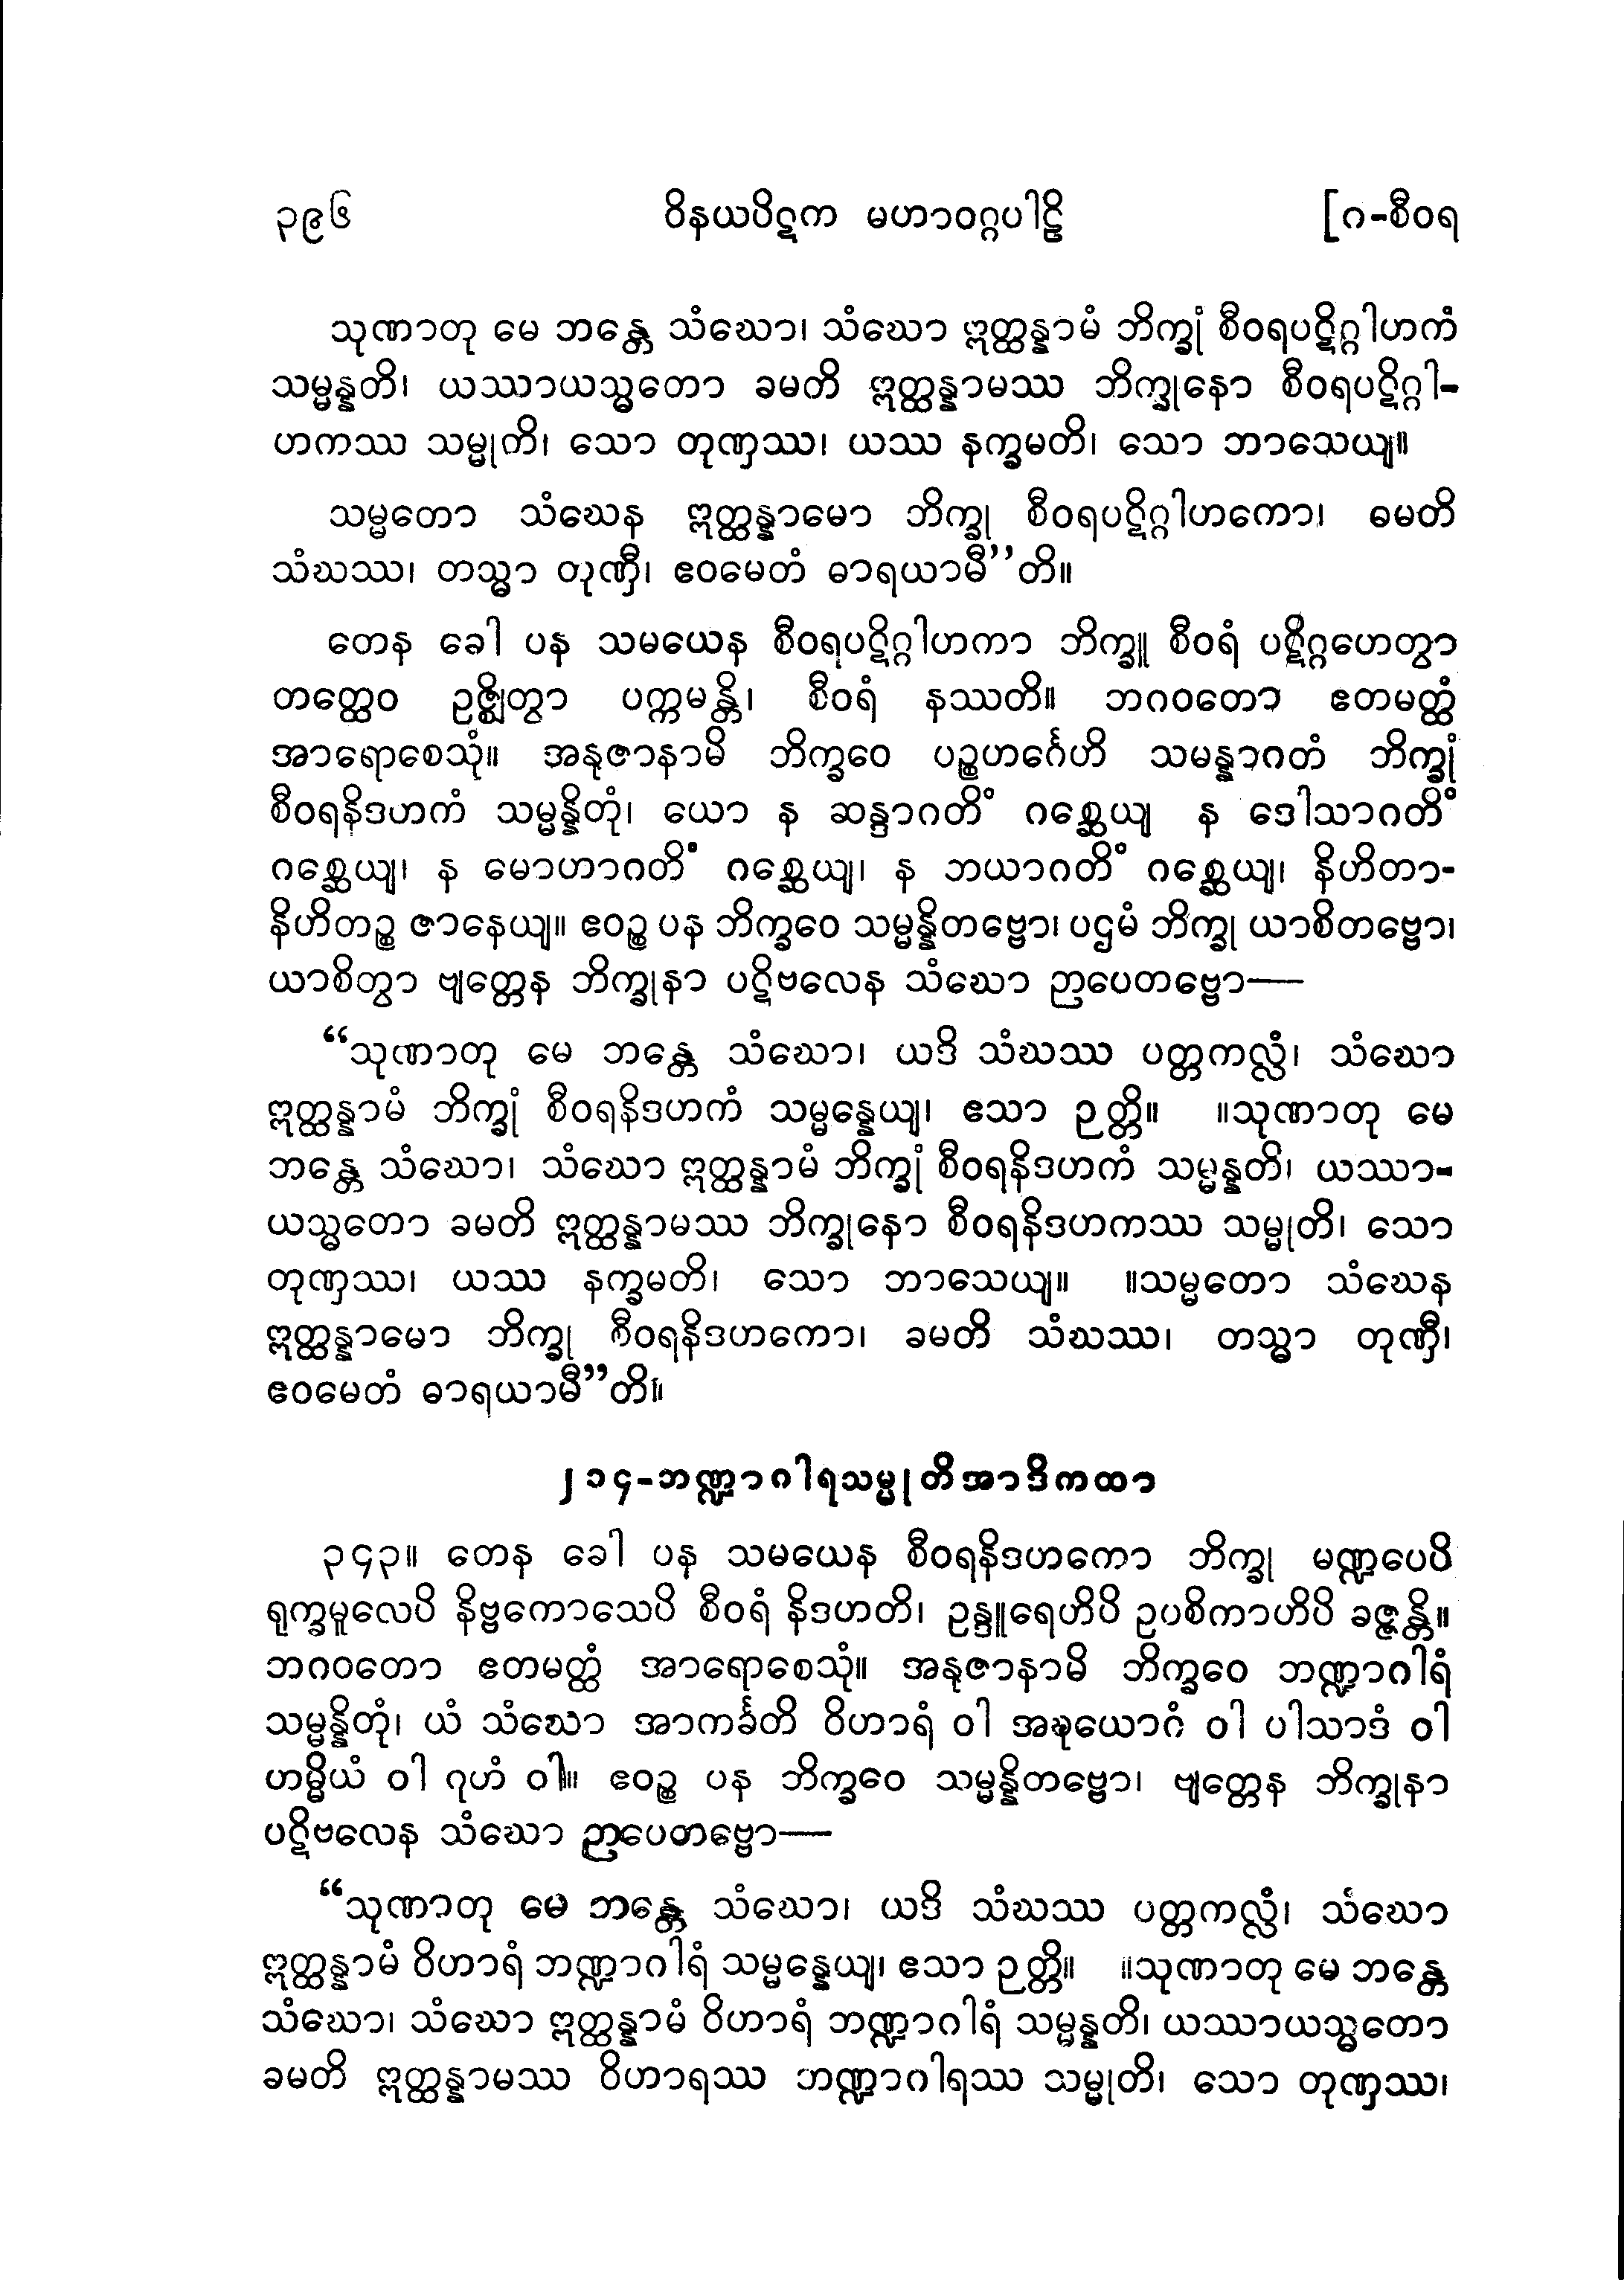 ၃၉၆ ဝိနယပိဋက မဟာဝဂ္ဂပါဠိ [ဂ-စီဝရ
သုဏာတု မေ ဘန္တေ သံဃော၊ သံဃော ဣတ္ထန္နာမံ ဘိက္ခုံ စီဝရပဋိဂ္ဂါဟကံ
သမ္မန္နတိ၊ ယဿာယသ္မတော ခမတိ ဣတ္ထန္နာမဿ ဘိက္ခုနော စီဝရပဋိဂ္ဂါ-
ဟကဿ သမ္မုတိ၊ သော တုဏှဿ၊ ယဿ နက္ခမတိ၊ သော ဘာသေယျ။
သမ္မတော သံဃေန ဣတ္ထန္နာမော ဘိက္ခု စီဝရပဋိဂ္ဂါဟကော၊ ခမတိ
သံဃဿ၊ တသ္မာ တုဏှီ၊ ဧဝမေတံ ဓာရယာမီ”တိ။
တေန ခေါ ပန သမယေန စီဝရပဋိဂ္ဂါဟကာ ဘိက္ခူ စီဝရံ ပဋိဂ္ဂဟေတွာ
တတ္ထေဝ ဥဇ္ဈိတွာ ပက္ကမန္တိ၊ စီဝရံ နဿတိ။ ဘဂဝတော ဧတမတ္ထံ
အာရောစေသုံ။ အနုဇာနာမိ ဘိက္ခဝေ ပဉ္စဟင်္ဂေဟိ သမန္နာဂတံ ဘိက္ခုံ
စီဝရနိဒဟကံ သမ္မန္နိတုံ၊ ယော န ဆန္ဒာဂတိံ ဂစ္ဆေယျ န ဒေါသာဂတိံ
ဂစ္ဆေယျ၊ န မောဟာဂတိံ ဂစ္ဆေယျ၊ န ဘယာဂတိံ ဂစ္ဆေယျ၊ နိဟိတာ-
နိဟိတဉ္စ ဇာနေယျ။ ဧဝဉ္စ ပန ဘိက္ခဝေ သမ္မန္နိတဗ္ဗော၊ ပဌမံ ဘိက္ခု ယာစိတဗ္ဗော၊
ယာစိတွာ ဗျတ္တေန ဘိက္ခုနာ ပဋိဗလေန သံဃော ဉာပေတဗ္ဗော—
“သုဏာတု မေ ဘန္တေ သံဃော၊ ယဒိ သံဃဿ ပတ္တကလ္လံ၊ သံဃော
ဣတ္ထန္နာမံ ဘိက္ခုံ စီဝရနိဒဟကံ သမ္မန္နေယျ၊ ဧသာ ဉတ္တိ။ ။သုဏာတု မေ
ဘန္တေ သံဃော၊ သံဃော ဣတ္ထန္နာမံ ဘိက္ခုံ စီဝရနိဒဟကံ သမ္မန္နတိ၊ ယဿာ-
ယသ္မတော ခမတိ ဣတ္ထန္နာမဿ ဘိက္ခုနော စီဝရနိဒဟကဿ သမ္မုတိ၊ သော
တုဏှဿ၊ ယဿ နက္ခမတိ၊ သော ဘာသေယျ။ ။သမ္မတော သံဃေန
ဣတ္ထန္နာမော ဘိက္ခု စီဝရနိဒဟကော၊ ခမတိ သံဃဿ၊ တသ္မာ တုဏှီ၊
ဧဝမေတံ ဓာရယာမီ”တိ။
၂၁၄-ဘဏ္ဍာဂါရသမ္မုတိအာဒိကထာ
၃၄၃။ တေန ခေါ ပန သမယေန စီဝရနိဒဟကော ဘိက္ခု မဏ္ဍပေပိ
ရုက္ခမူလေပိ နိဗ္ဗကောသေပိ စီဝရံ နိဒဟတိ၊ ဥန္ဒူရေဟိပိ ဥပစိကာဟိပိ ခဇ္ဇန္တိ။
ဘဂဝတော ဧတမတ္ထံ အာရောစေသုံ။ အနုဇာနာမိ ဘိက္ခဝေ ဘဏ္ဍာဂါရံ
သမ္မန္နိတုံ၊ ယံ သံဃော အာကင်္ခတိ ဝိဟာရံ ဝါ အဍ္ဎယောဂံ ဝါ ပါသာဒံ ဝါ
ဟမ္မိယံ ဝါ ဂုဟံ ဝါ။ ဧဝဉ္စ ပန ဘိက္ခဝေ သမ္မန္နိတဗ္ဗော၊ ဗျတ္တေန ဘိက္ခုနာ
ပဋိဗလေန သံဃော ဉာပေတဗ္ဗော—
“သုဏာတု မေ ဘန္တေ သံဃော၊ ယဒိ သံဃဿ ပတ္တကလ္လံ၊ သံဃော
ဣတ္ထန္နာမံ ဝိဟာရံ ဘဏ္ဍာဂါရံ သမ္မန္နေယျ၊ ဧသာ ဉတ္တိ။ ။သုဏာတု မေ ဘန္တေ
သံဃော၊ သံဃော ဣတ္ထန္နာမံ ဝိဟာရံ ဘဏ္ဍာဂါရံ သမ္မန္နတိ၊ ယဿာယသ္မတော
ခမတိ ဣတ္ထန္နာမဿ ဝိဟာရဿ ဘဏ္ဍာဂါရဿ သမ္မုတိ၊ သော တုဏှဿ၊